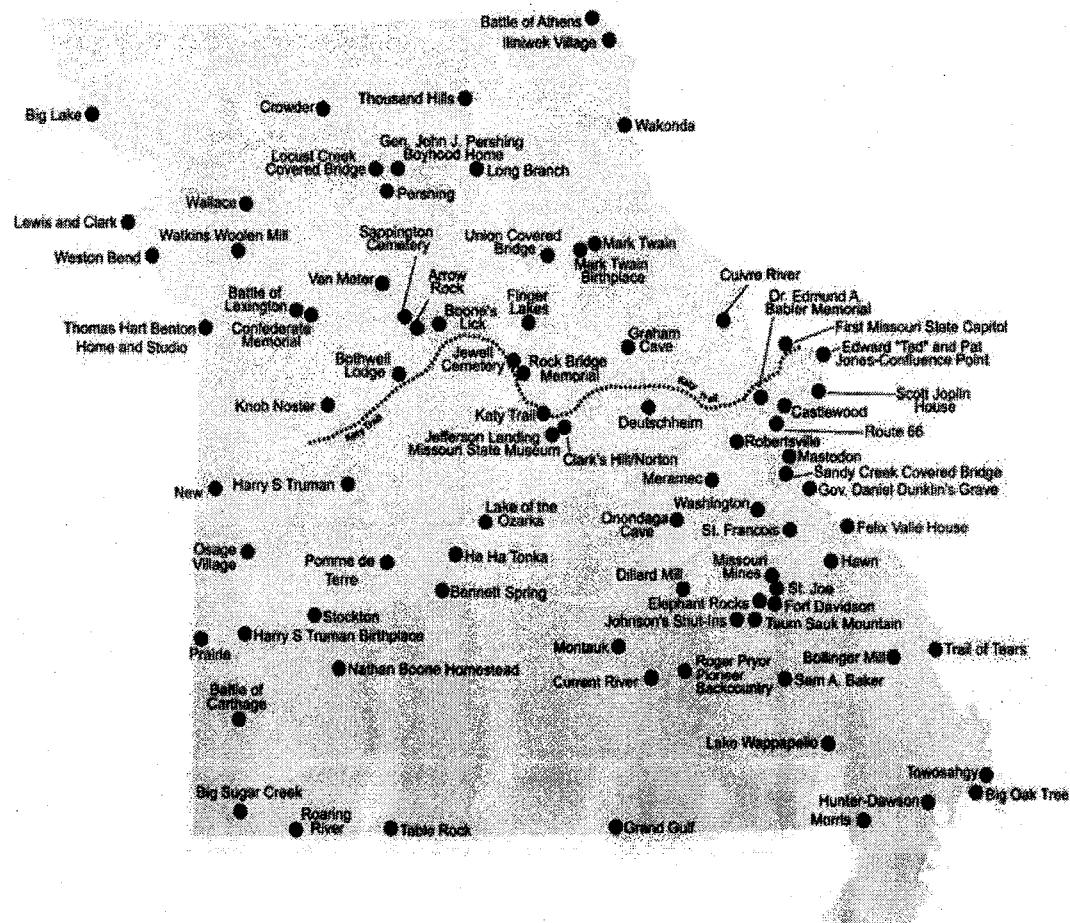 Battle of Athens
Iliniwek Village
Big Lake
Crowder
Thousand Hills
Wakonda
Gen. John J. Pershing
Boyhood Home
Locust Creek
Covered Bridge
Long Branch
Pershing
Wallace
Lewis and Clark
Watkins Woolen Mill
Weston Bend
Sappington
Cemetery
Union Covered
Bridge
Mark Twain
Mark Twain
Birthplace
Van Meter
Arrow
Rock
Cuivre River
Dr. Edmund A.
Babler Memorial
Battle of
Lexington
Confederate
Memorial
Boone's
Lick
Finger
Lakes
Thomas Hart Benton
Home and Studio
Graham
Cave
First Missouri State Capitol
Edward "Ted" and Pat
Jones-Confluence Point
Bothwell
Lodge
Jewell
Cemetery
Rock Bridge
Memorial
Katy Trail
Scott Joplin
House
Knob Noster
Katy Trail
Katy Trail
Deutschheim
Castlewood
Route 66
Jefferson Landing
Missouri State Museum
Clark's Hill/Norton
Robertsville
Mastodon
Sandy Creek Covered Bridge
Gov. Daniel Dunklin's Grave
New
Harry S Truman
Meramec
Washington
Lake of the
Ozarks
Onondaga
Cave
St. Francois
Felix Vallé House
Osage
Village
Pomme de
Terre
Ha Ha Tonka
Missouri
Mines
Hawn
Bennett Spring
Dillard Mill
St. Joe
Elephant Rocks
Fort Davidson
Stockton
Johnson's Shut-Ins
Taum Sauk Mountain
Prairie
Harry S Truman Birthplace
Montauk
Bollinger Mill
Trail of Tears
Nathan Boone Homestead
Current River
Roger Pryor
Pioneer
Backcountry
Sam A. Baker
Battle of
Carthage
Lake Wappapello
Towosahgy
Big Oak Tree
Big Sugar Creek
Hunter-Dawson
Roaring
River
Table Rock
Grand Gulf
Morris